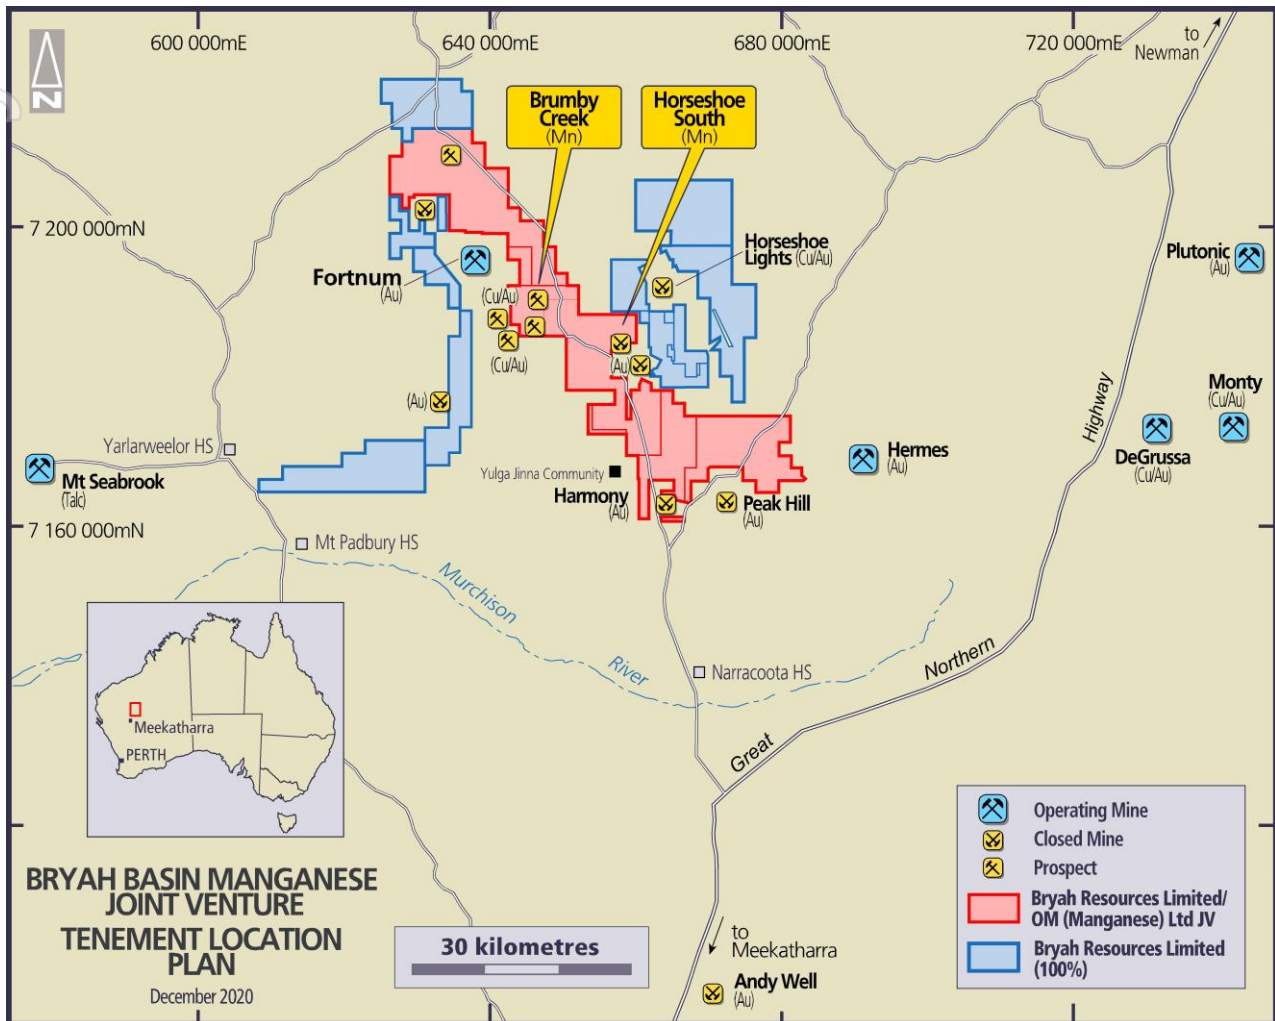 600 000mE
640 000mE
680 000mE
720 000mE
to
Newman
N
Brumby
Creek
(Mn)
Horseshoe
South
(Mn)
7 200 000mN
Fortnum
(Au)
(Cu/Au)
(Cu/Au)
Horseshoe
Lights (Cu/Au)
Plutonic
(Au)
(Au)
(Au)
Monty
(Cu/Au)
Highway
Yarlarweelor HS
Mt Seabrook
(Talc)
Yulga Jinna Community
Harmony
(Au)
Peak Hill
(Au)
Hermes
(Au)
DeGrussa
(Cu/Au)
7 160 000mN
Mt Padbury HS
Murchison
River
Narracoota HS
Northern
Great
Meekatharra
PERTH
BRYAH BASIN MANGANESE
JOINT VENTURE
TENEMENT LOCATION
PLAN
December 2020
30 kilometres
to
Meekatharra
Andy Well
(Au)
Operating Mine
Closed Mine
Prospect
Bryah Resources Limited/
OM (Manganese) Ltd JV
Bryah Resources Limited
(100%)